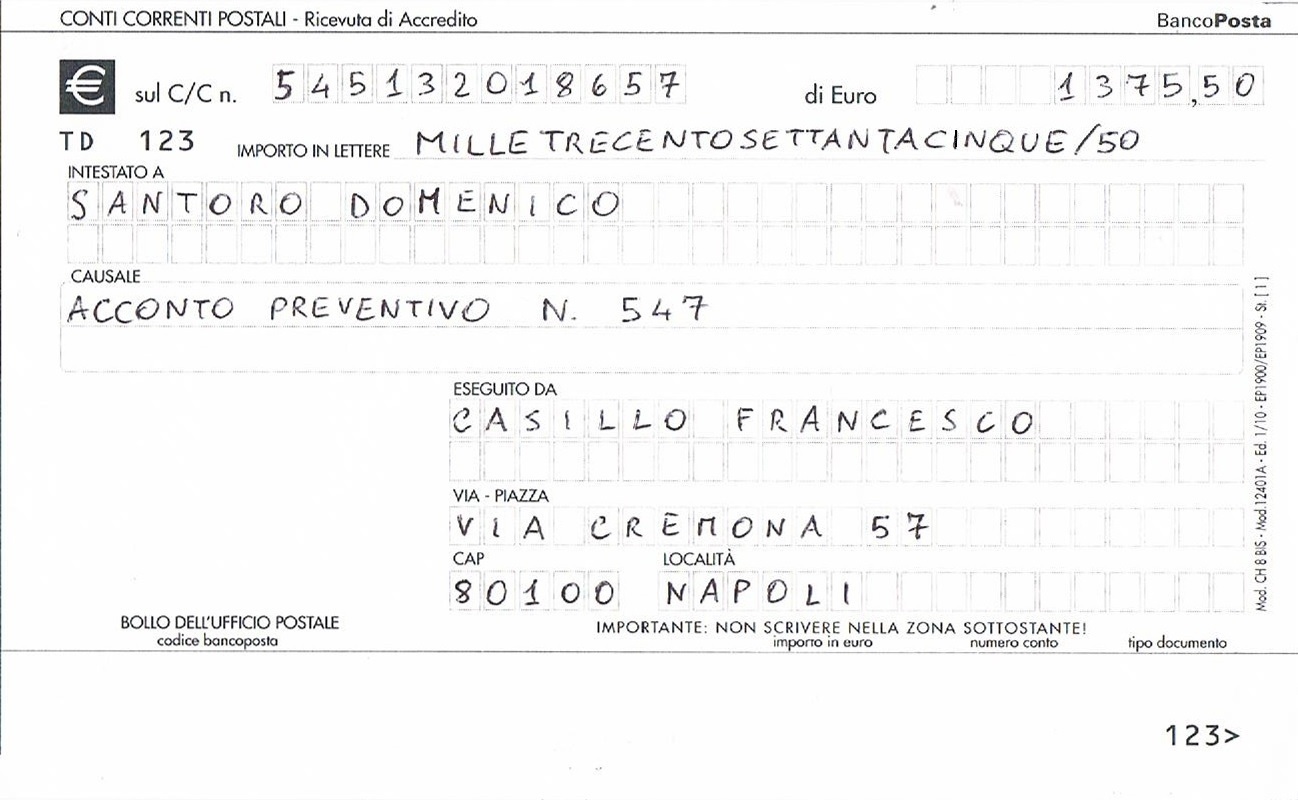 CONTI CORRENTI POSTALI - Ricevuta di Accredito BancoPosta
€ sul C/C n. 545132018657 di Euro 1375,50
TD 123 IMPORTO IN LETTERE MILLETRECENTOSETTANTACINQUE/50
INTESTATO A
SANTORO DOMENICO
CAUSALE
ACCONTO PREVENTIVO N. 547
ESEGUITO DA
CASILLO FRANCESCO
VIA - PIAZZA
VIA CREMONA 57
CAP LOCALITÀ
80100 NAPOLI
BOLLO DELL'UFFICIO POSTALE
codice bancoposta
IMPORTANTE: NON SCRIVERE NELLA ZONA SOTTOSTANTE!
importo in euro numero conto tipo documento
Mod. CH 8 BIS - Mod.12401A - Ed. 1/10 - EP1900/EP1909 - St. [1]
123>